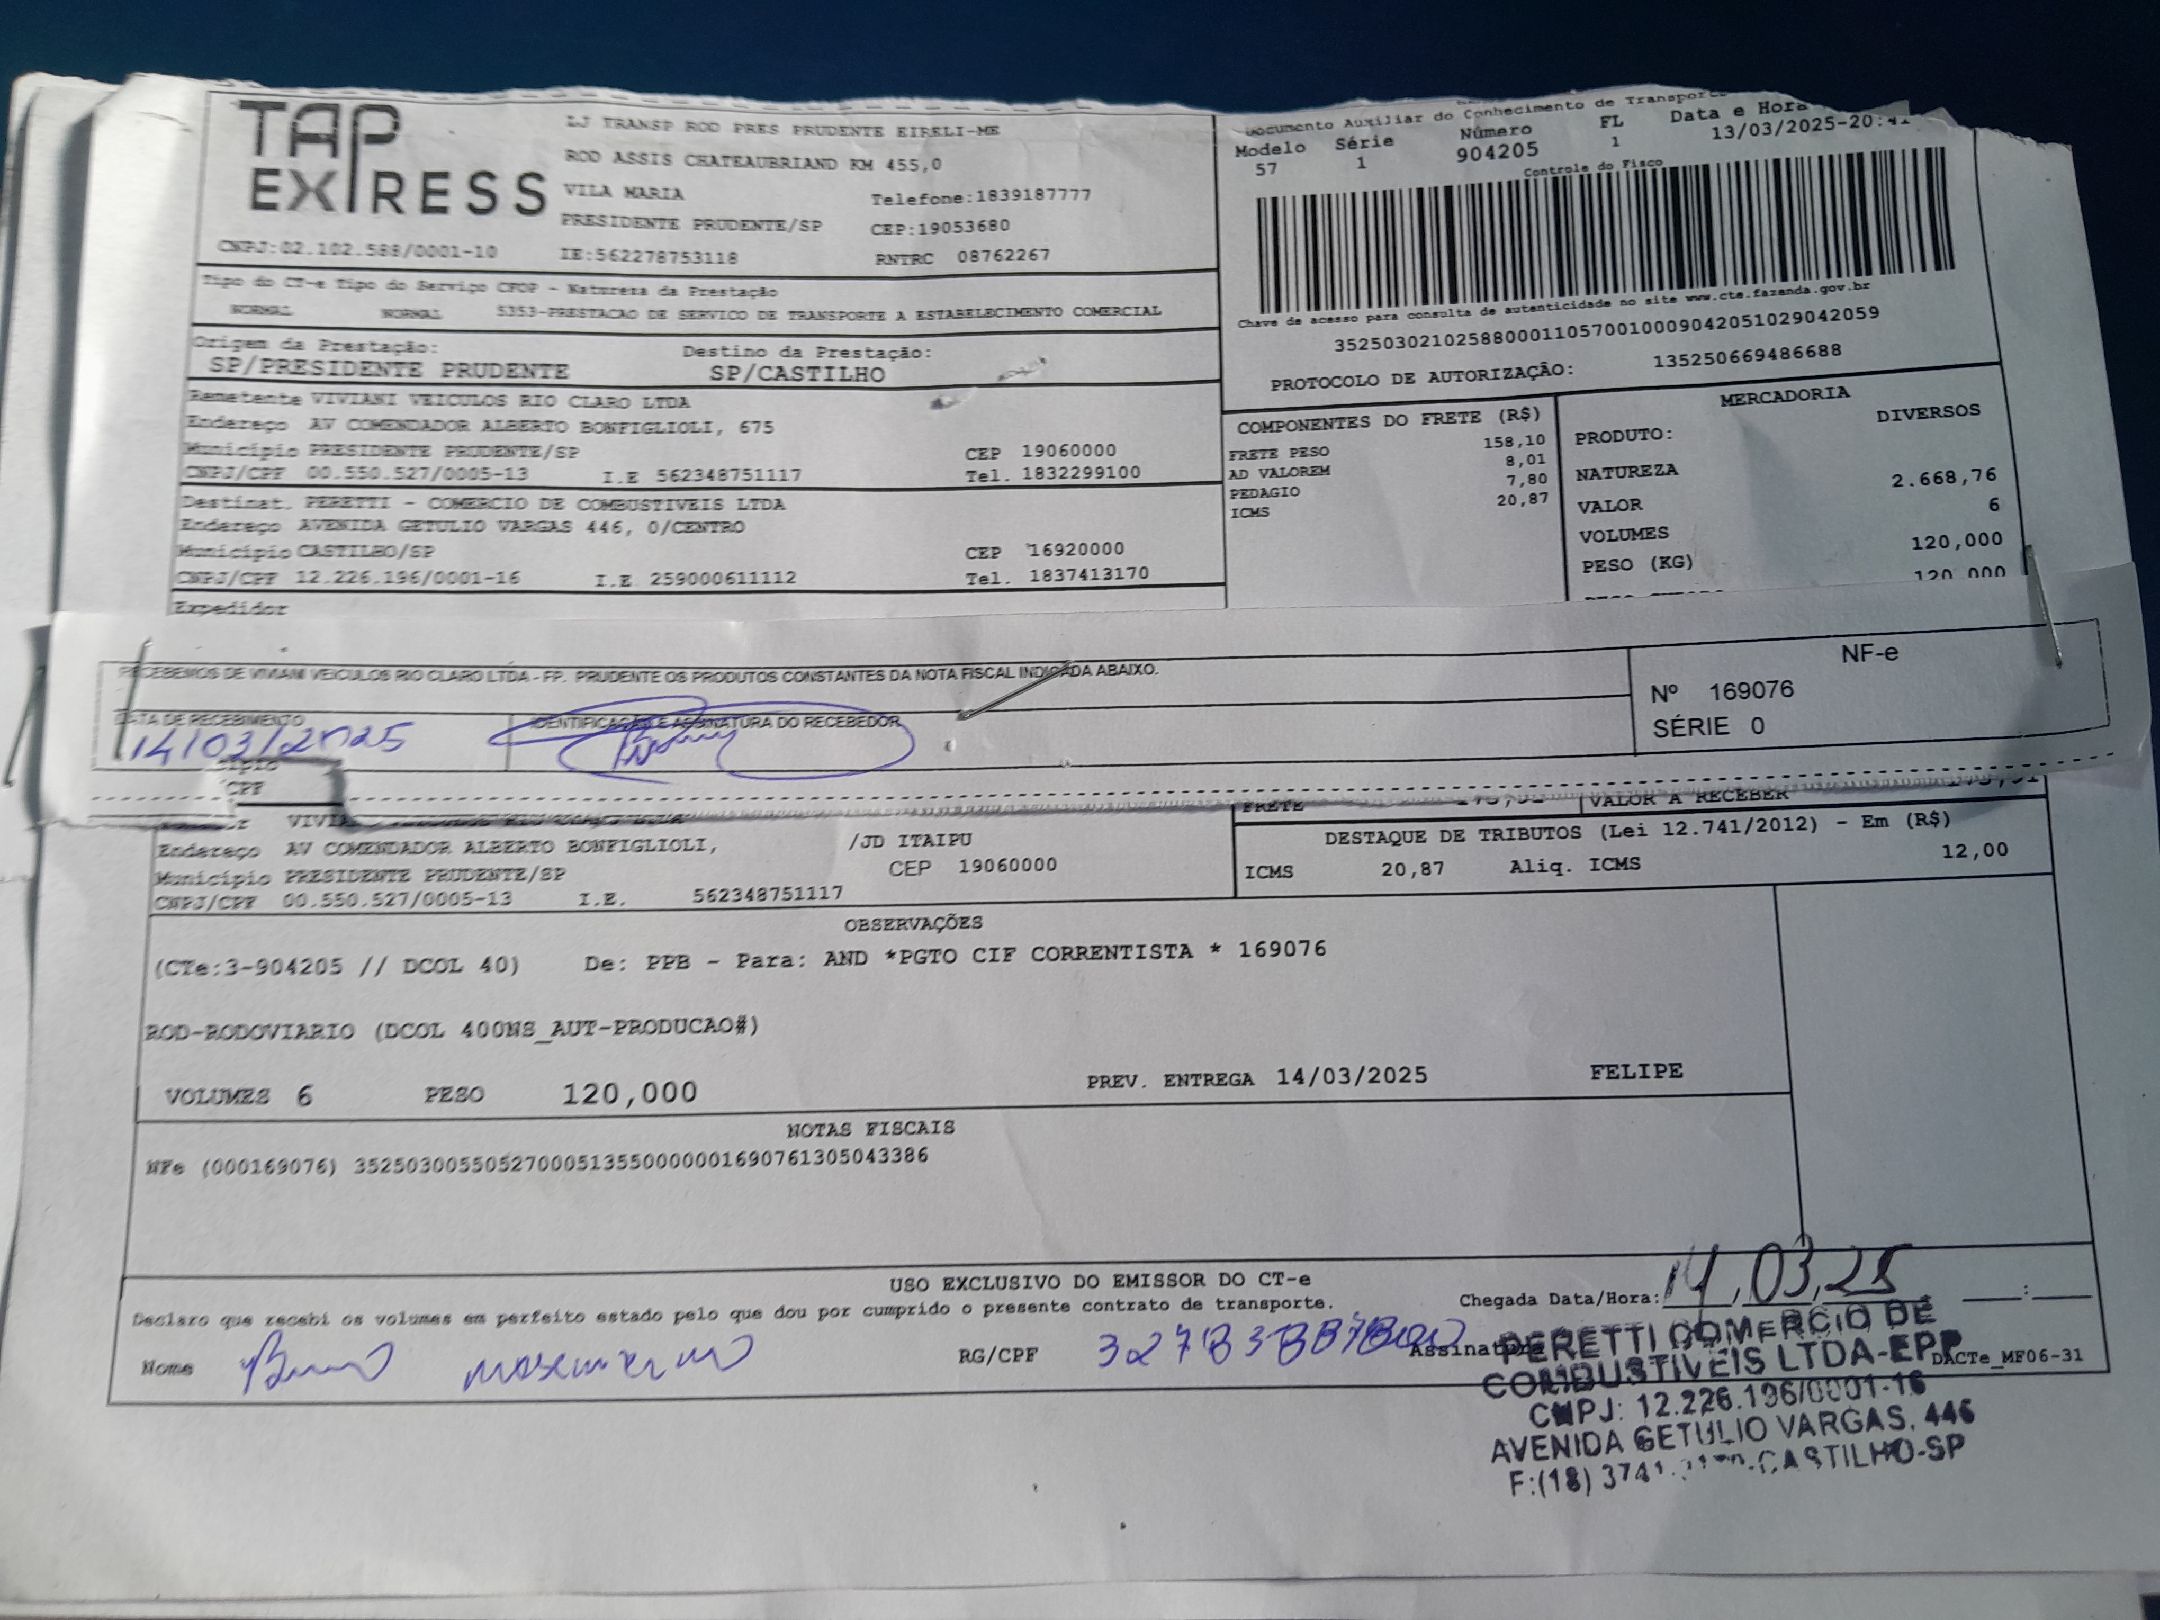 TAP
EXPRESS
LJ TRANSP ROD PRES PRUDENTE EIRELI-ME
ROD ASSIS CHATEAUBRIAND KM 455,0
VILA MARIA Telefone:1839187777
PRESIDENTE PRUDENTE/SP CEP:19053680
CNPJ:02.102.588/0001-10 IE:562278753118 RNTRC 08762267
Tipo do CT-e Tipo do Serviço CFOP - Natureza da Prestação
NORMAL NORMAL 5353-PRESTACAO DE SERVICO DE TRANSPORTE A ESTABELECIMENTO COMERCIAL
Origem da Prestação: Destino da Prestação:
SP/PRESIDENTE PRUDENTE SP/CASTILHO
Remetente VIVIANI VEICULOS RIO CLARO LTDA
Endereço AV COMENDADOR ALBERTO BONFIGLIOLI, 675
Município PRESIDENTE PRUDENTE/SP CEP 19060000
CNPJ/CPF 00.550.527/0005-13 I.E 562348751117 Tel. 1832299100
Destinat. PERETTI - COMERCIO DE COMBUSTIVEIS LTDA
Endereço AVENIDA GETULIO VARGAS 446, 0/CENTRO
Município CASTILHO/SP CEP 16920000
CNPJ/CPF 12.226.196/0001-16 I.E 259000611112 Tel. 1837413170
Expedidor
Documento Auxiliar do Conhecimento de Transporte
Modelo Série Número FL Data e Hora
57 1 904205 1 13/03/2025-20:41
Controle do Fisco
Chave de acesso para consulta de autenticidade no site www.cte.fazenda.gov.br
35250302102588000110570010009042051029042059
PROTOCOLO DE AUTORIZAÇÃO: 135250669486688
COMPONENTES DO FRETE (R$)
FRETE PESO 158,10
AD VALOREM 8,01
PEDAGIO 7,80
ICMS 20,87
MERCADORIA
PRODUTO: DIVERSOS
NATUREZA
VALOR 2.668,76
VOLUMES 6
PESO (KG) 120,000
120,000
RECEBEMOS DE VIVIANI VEICULOS RIO CLARO LTDA - FP. PRUDENTE OS PRODUTOS CONSTANTES DA NOTA FISCAL INDICADA ABAIXO.
DATA DE RECEBIMENTO IDENTIFICAÇÃO E ASSINATURA DO RECEBEDOR
14/03/2025
NF-e
Nº 169076
SÉRIE 0
CPF
FRETE VALOR A RECEBER
Endereço AV COMENDADOR ALBERTO BONFIGLIOLI, /JD ITAIPU
Município PRESIDENTE PRUDENTE/SP CEP 19060000
CNPJ/CPF 00.550.527/0005-13 I.E. 562348751117
DESTAQUE DE TRIBUTOS (Lei 12.741/2012) - Em (R$)
ICMS 20,87 Aliq. ICMS 12,00
OBSERVAÇÕES
(CTe:3-904205 // DCOL 40) De: PPB - Para: AND *PGTO CIF CORRENTISTA * 169076
ROD-RODOVIARIO (DCOL 400NS_AUT-PRODUCAO#)
VOLUMES 6 PESO 120,000 PREV. ENTREGA 14/03/2025 FELIPE
NOTAS FISCAIS
NFe (000169076) 35250300550527000513550000001690761305043386
USO EXCLUSIVO DO EMISSOR DO CT-e
Declaro que recebi os volumes em perfeito estado pelo que dou por cumprido o presente contrato de transporte.
Chegada Data/Hora: 14,03,25 :
Nome RG/CPF Assinatura
DACTe_MF06-31
PERETTI COMERCIO DE
COMBUSTIVEIS LTDA-EPP
CNPJ: 12.226.196/0001-16
AVENIDA GETULIO VARGAS, 446
F:(18) CASTILHO-SP